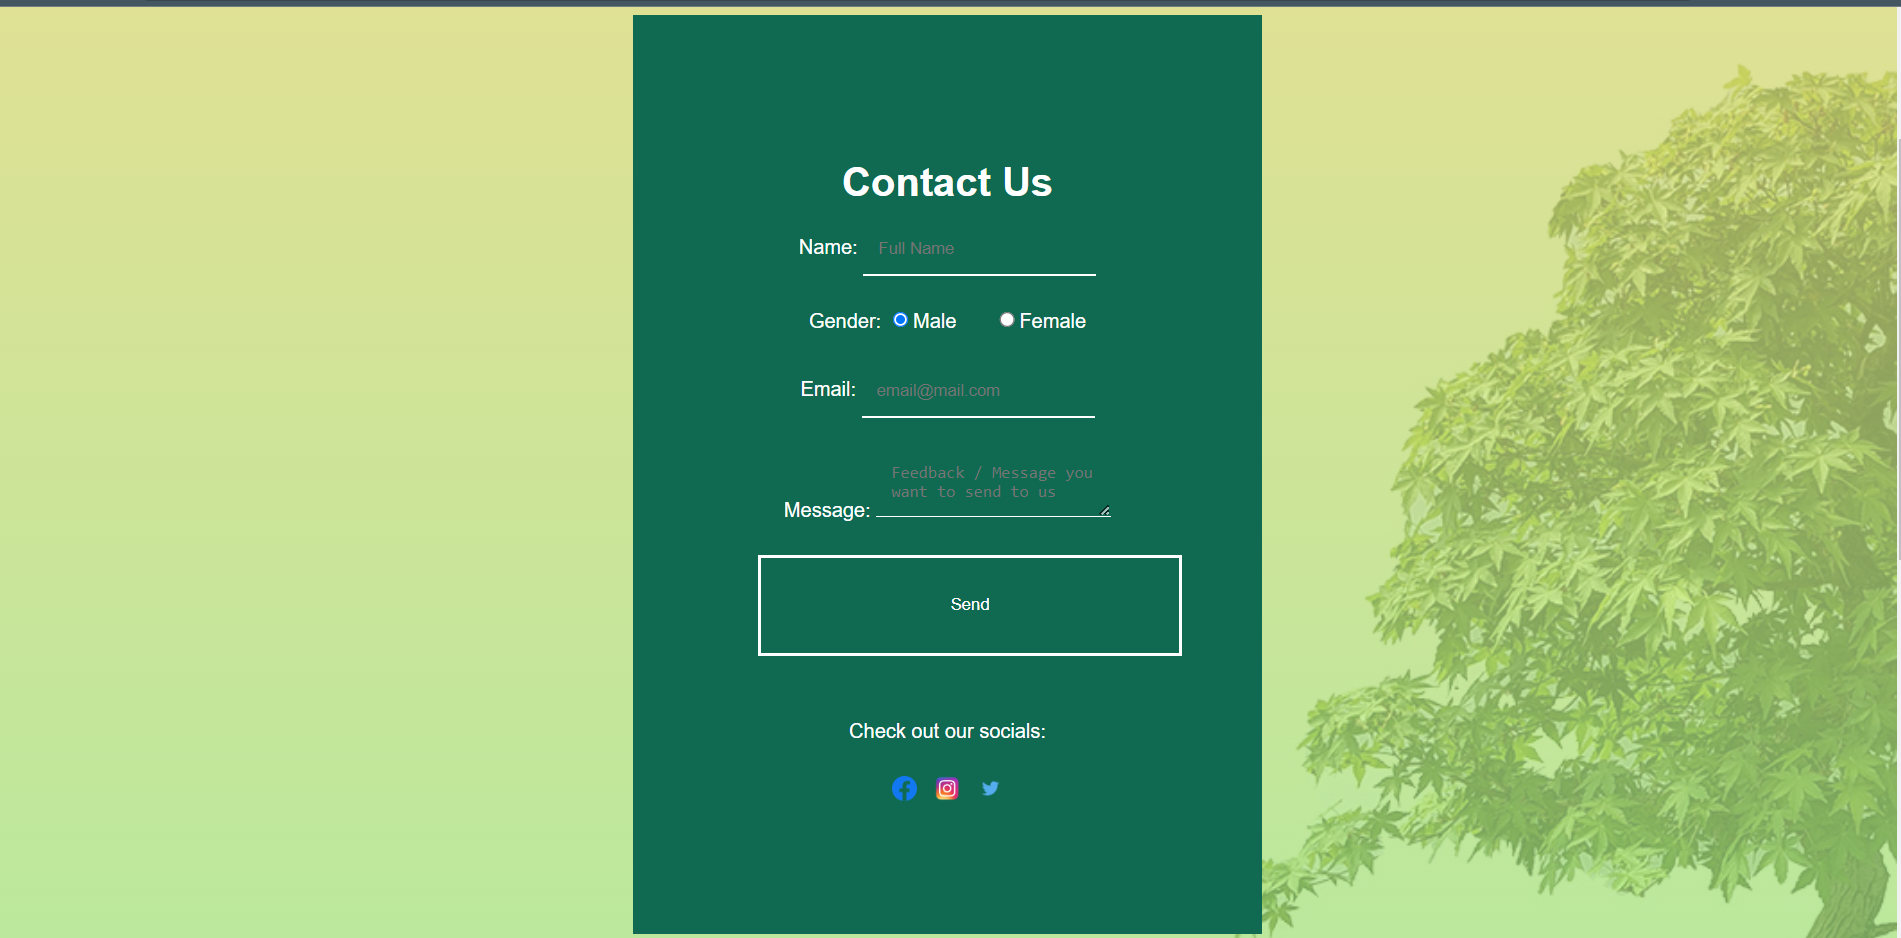 Contact Us
Name: Full Name
Gender: Male Female
Email: email@mail.com
Feedback / Message you
want to send to us
Message:
Send
Check out our socials: